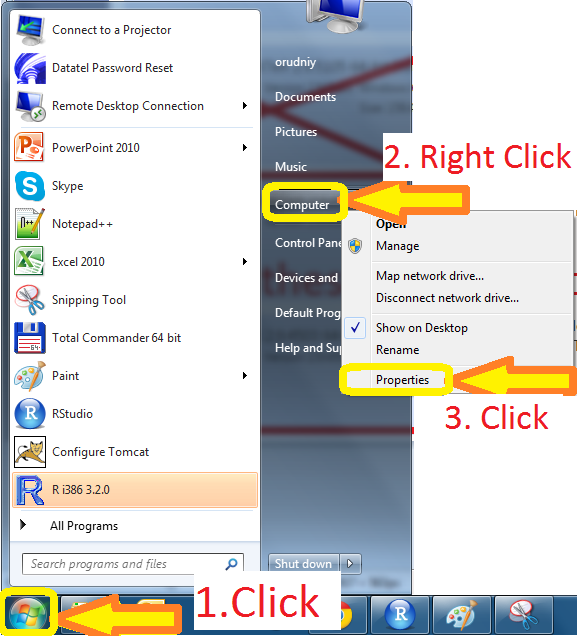 Connect to a Projector
Datatel Password Reset
Remote Desktop Connection
PowerPoint 2010
Skype
Notepad++
Excel 2010
Snipping Tool
Total Commander 64 bit
Paint
RStudio
Configure Tomcat
R i386 3.2.0
All Programs
Search programs and files
orudniy
Documents
Pictures
Music
Computer
Control Pane
Devices and
Default Prog
Help and Sup
Shut down
2. Right Click
Open
Manage
Map network drive...
Disconnect network drive...
Show on Desktop
Rename
Properties
3. Click
1.Click